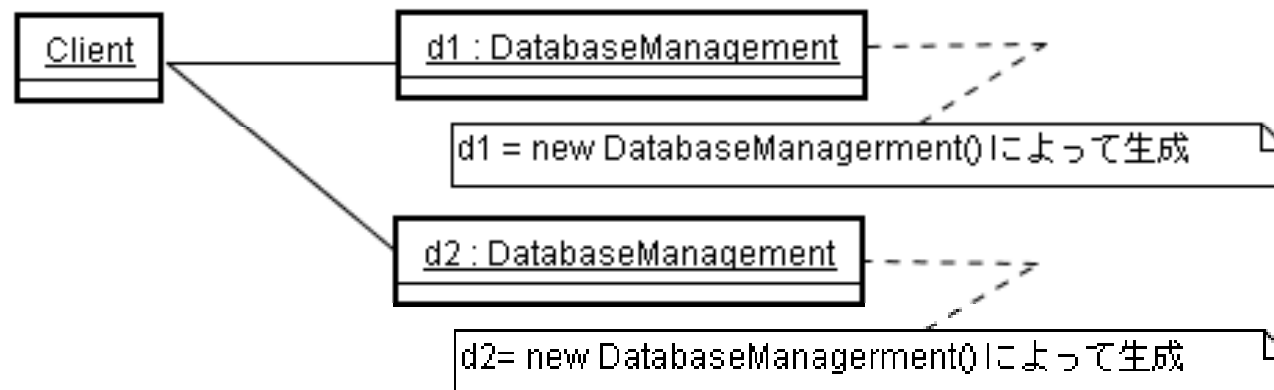 Client
d1 : DatabaseManagement
d1 = new DatabaseManagerment()によって生成
d2 : DatabaseManagement
d2= new DatabaseManagerment()によって生成